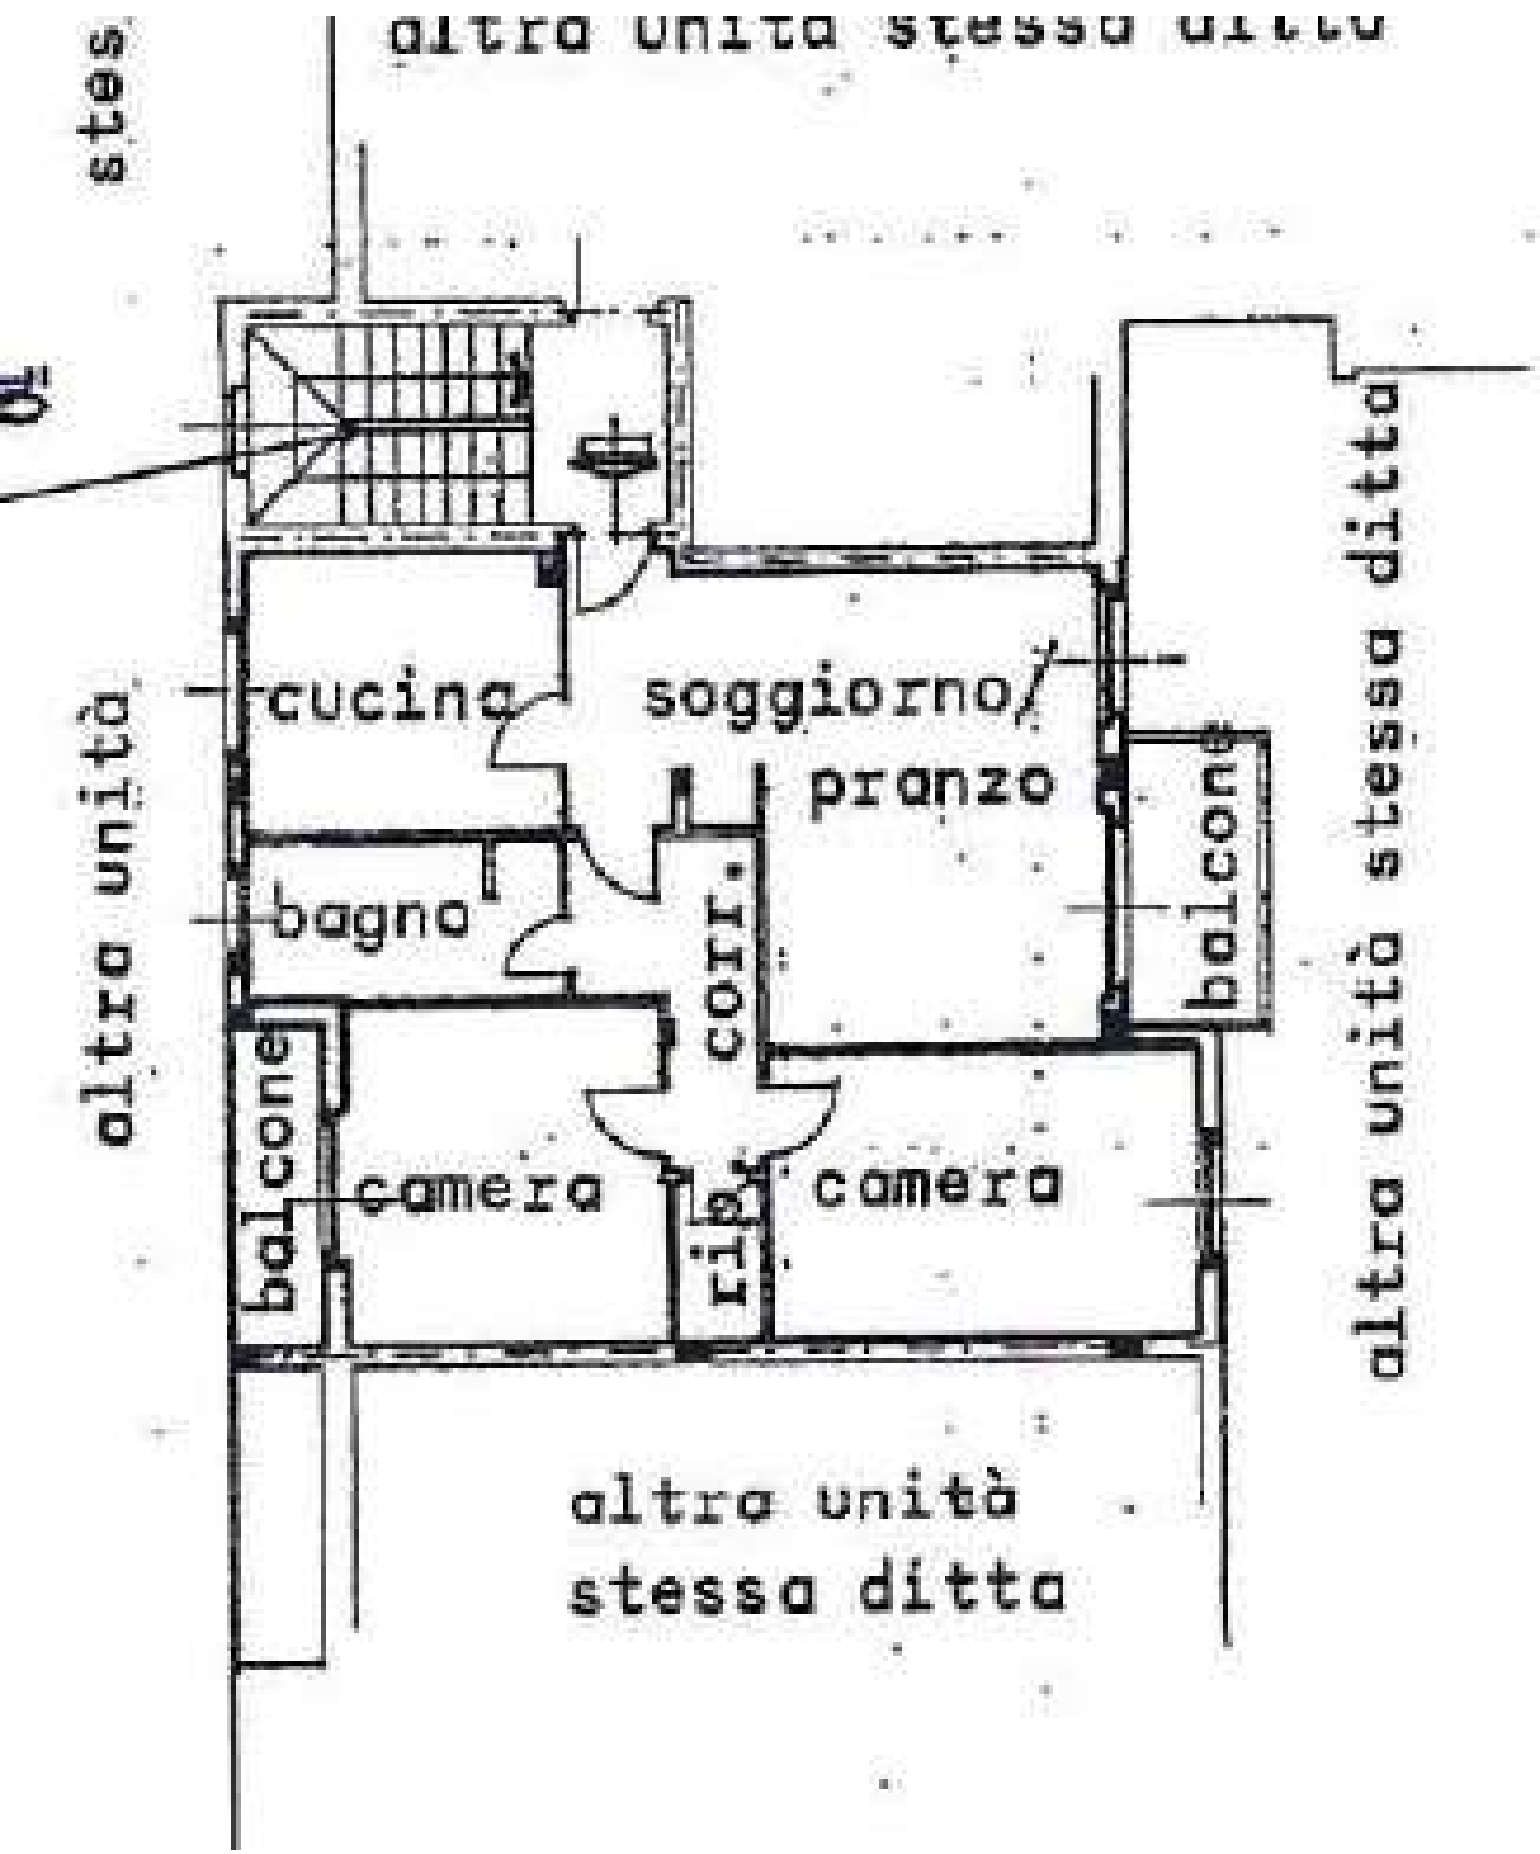 altra unità stessa ditta
stes
cucina
soggiorno/
pranzo
bagno
corr.
balcone
oltra unità
altra unità stessa ditta
balcone
camera
rip.
camera
altra unità
stessa ditta